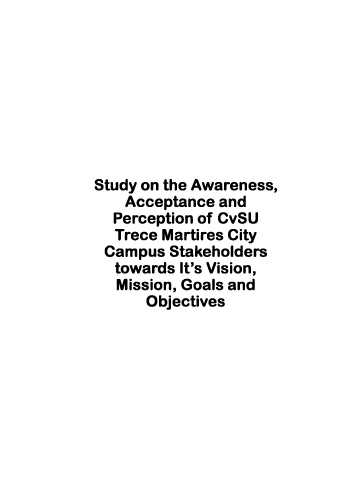 Study on the Awareness,
Acceptance and
Perception of CvSU
Trece Martires City
Campus Stakeholders
towards It's Vision,
Mission, Goals and
Objectives